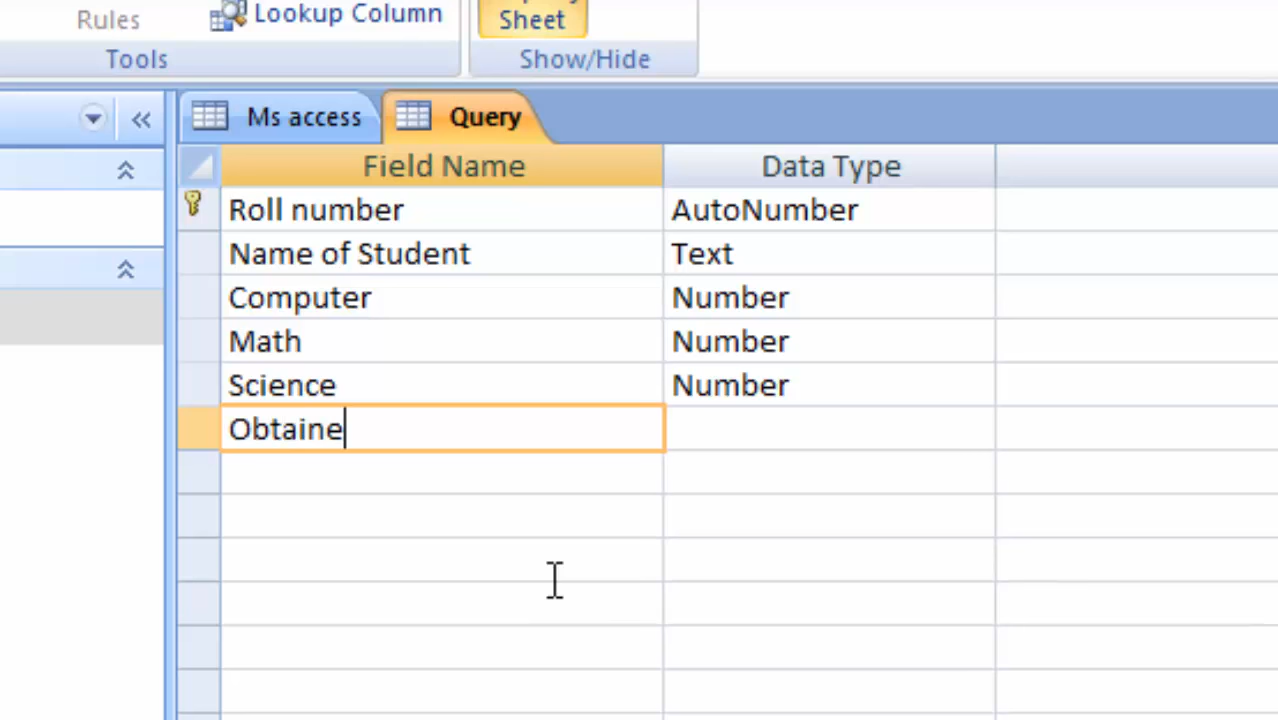 Rules
Lookup Column
Sheet
Tools
Show/Hide
Ms access
Query
Field Name
Data Type
Roll number
AutoNumber
Name of Student
Text
Computer
Number
Math
Number
Science
Number
Obtaine